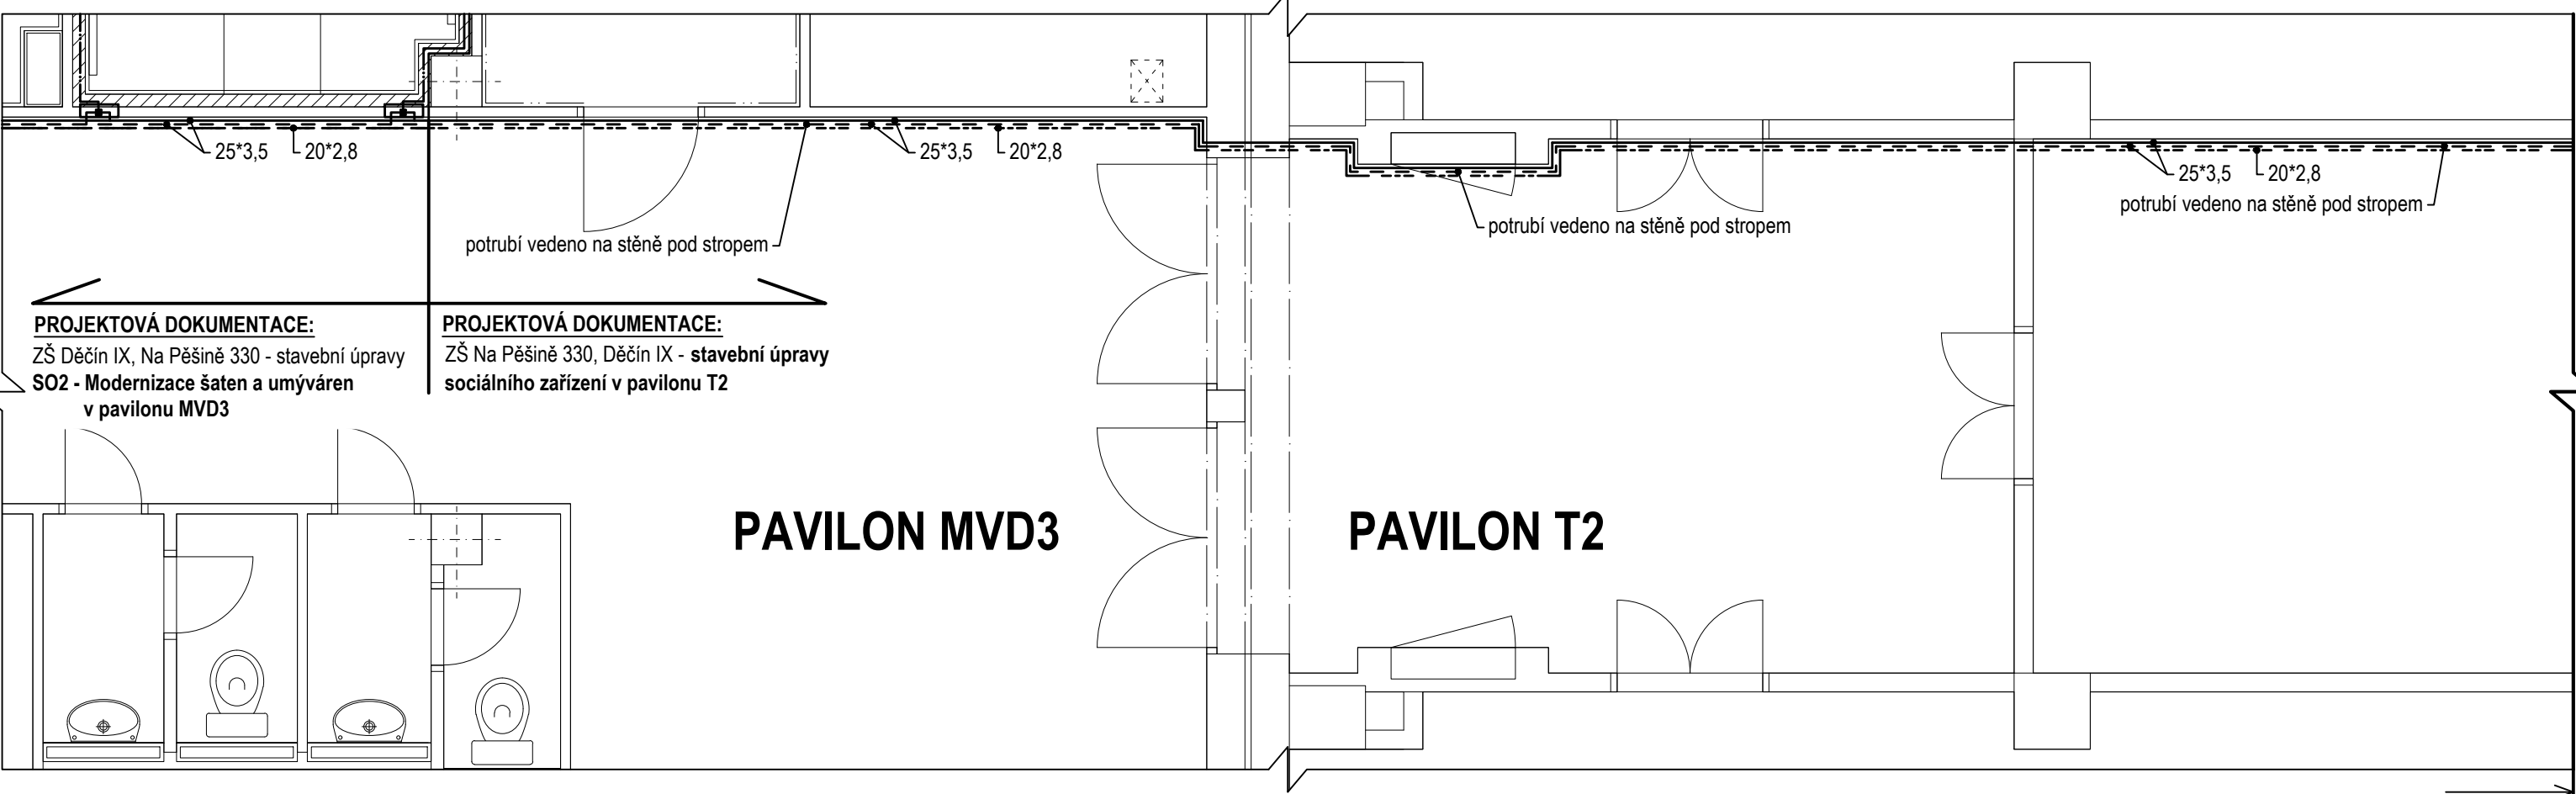 25*3,5
20*2,8
25*3,5
20*2,8
25*3,5
20*2,8
potrubí vedeno na stěně pod stropem
potrubí vedeno na stěně pod stropem
potrubí vedeno na stěně pod stropem
PROJEKTOVÁ DOKUMENTACE:
ZŠ Děčín IX, Na Pěšině 330 - stavební úpravy
SO2 - Modernizace šaten a umýváren
v pavilonu MVD3
PROJEKTOVÁ DOKUMENTACE:
ZŠ Na Pěšině 330, Děčín IX - stavební úpravy
sociálního zařízení v pavilonu T2
PAVILON MVD3
PAVILON T2